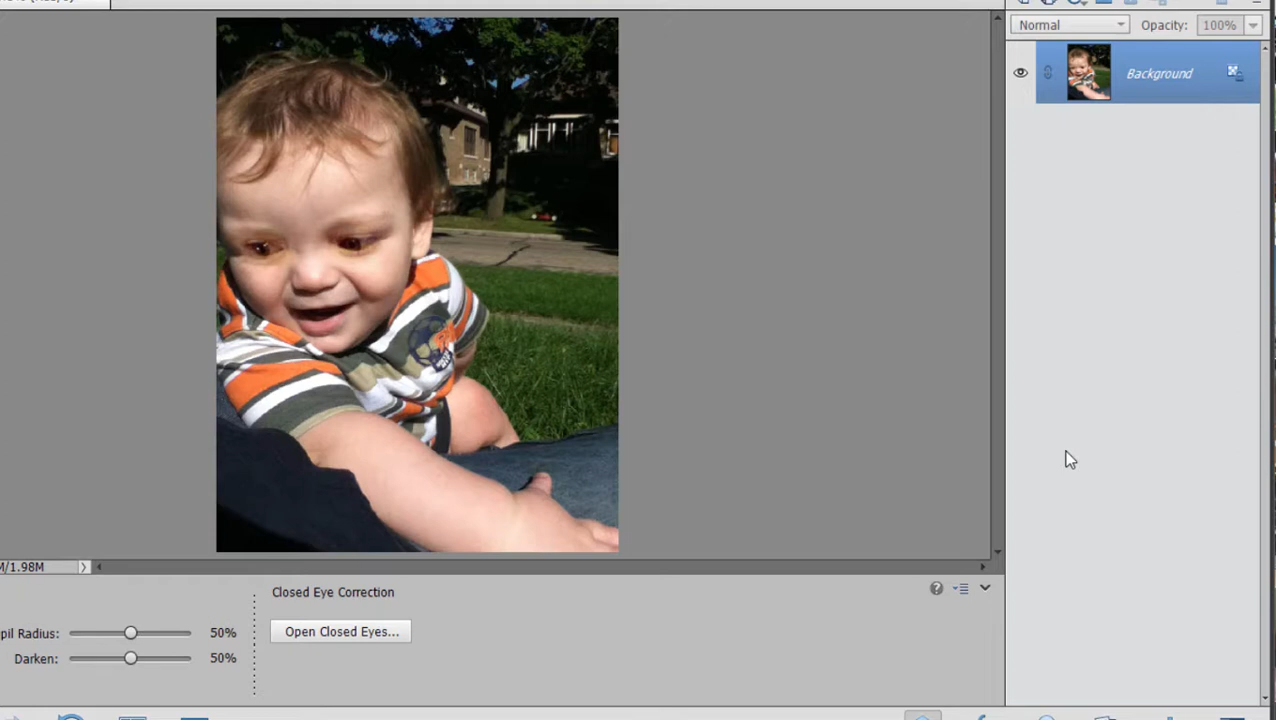 Normal
Opacity: 100%
Background
M/1.98M
Closed Eye Correction
pil Radius: 50%
Open Closed Eyes...
Darken: 50%